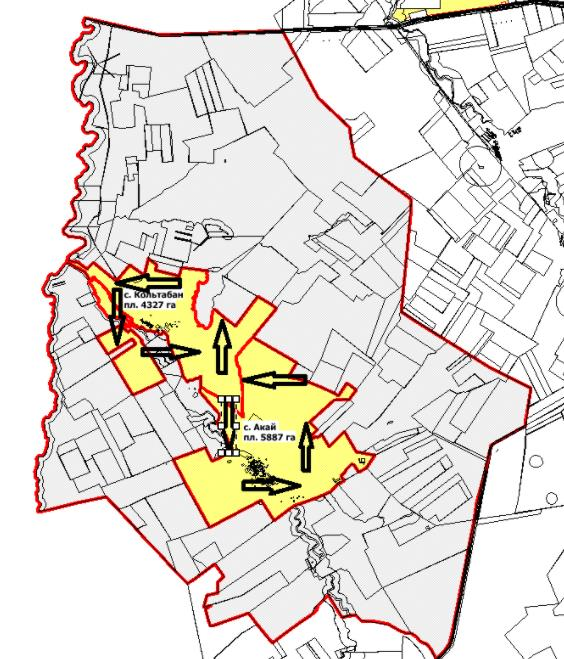 с. Кольтабан
пл. 4327 га
с. Акай
пл. 5887 га